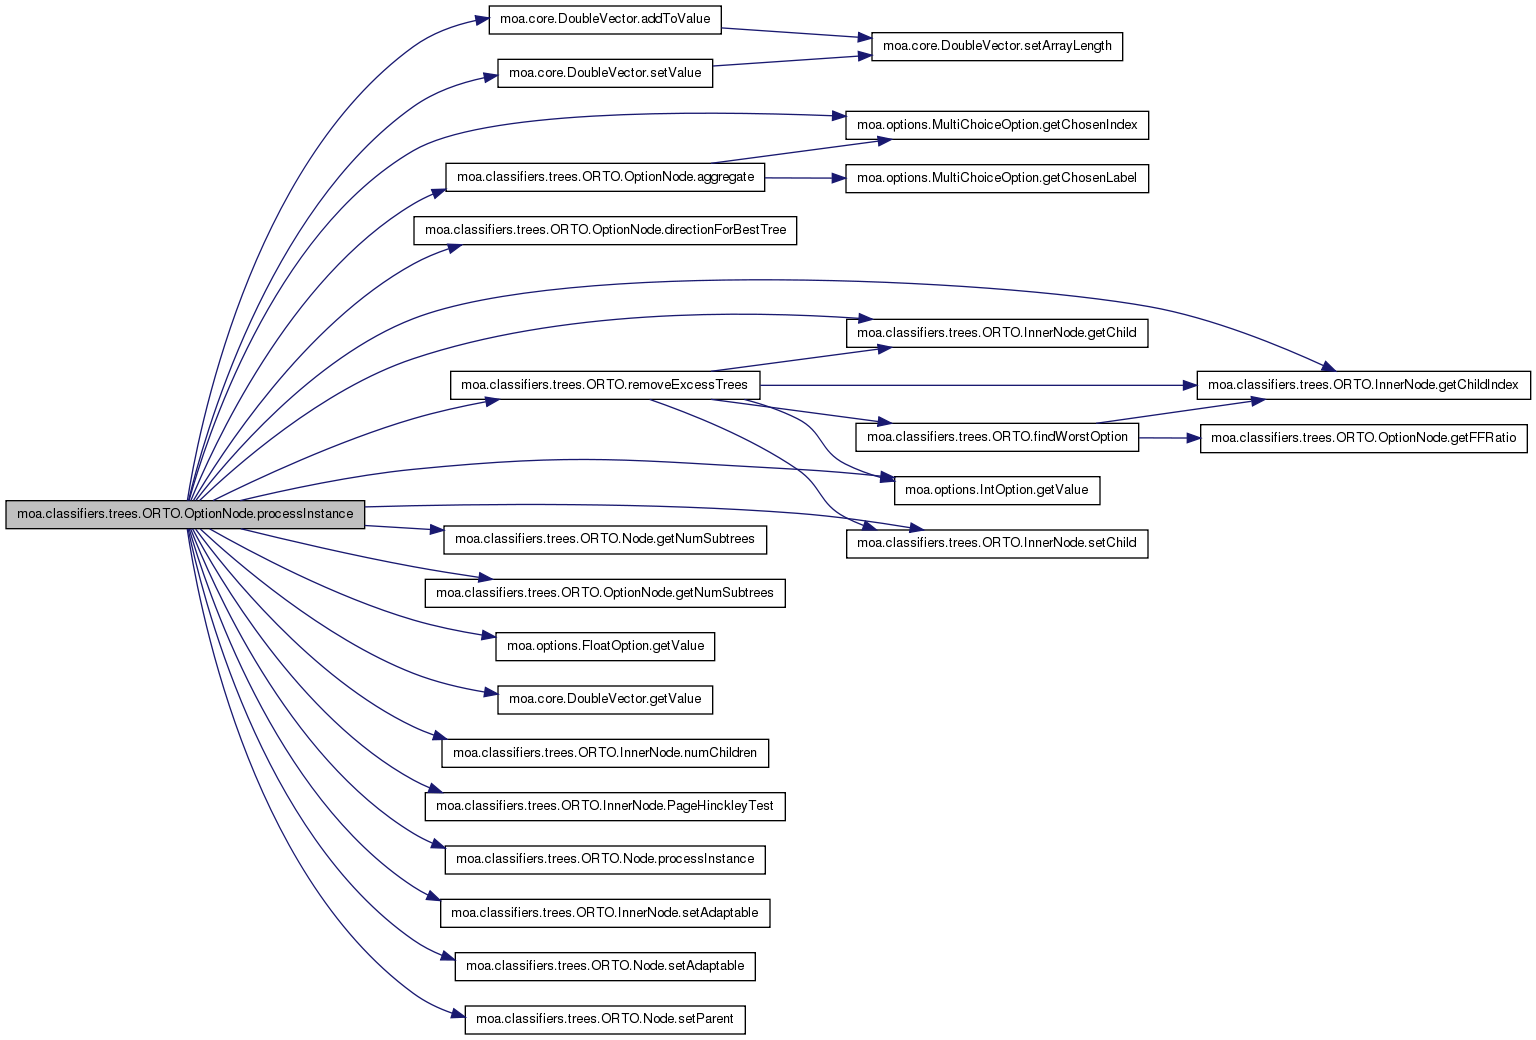 moa.core.DoubleVector.addToValue
moa.core.DoubleVector.setArrayLength
moa.core.DoubleVector.setValue
moa.options.MultiChoiceOption.getChosenIndex
moa.classifiers.trees.ORTO.OptionNode.aggregate
moa.options.MultiChoiceOption.getChosenLabel
moa.classifiers.trees.ORTO.OptionNode.directionForBestTree
moa.classifiers.trees.ORTO.InnerNode.getChild
moa.classifiers.trees.ORTO.removeExcessTrees
moa.classifiers.trees.ORTO.InnerNode.getChildIndex
moa.classifiers.trees.ORTO.findWorstOption
moa.classifiers.trees.ORTO.OptionNode.getFFRatio
moa.options.IntOption.getValue
moa.classifiers.trees.ORTO.OptionNode.processInstance
moa.classifiers.trees.ORTO.Node.getNumSubtrees
moa.classifiers.trees.ORTO.InnerNode.setChild
moa.classifiers.trees.ORTO.OptionNode.getNumSubtrees
moa.options.FloatOption.getValue
moa.core.DoubleVector.getValue
moa.classifiers.trees.ORTO.InnerNode.numChildren
moa.classifiers.trees.ORTO.InnerNode.PageHinckleyTest
moa.classifiers.trees.ORTO.Node.processInstance
moa.classifiers.trees.ORTO.InnerNode.setAdaptable
moa.classifiers.trees.ORTO.Node.setAdaptable
moa.classifiers.trees.ORTO.Node.setParent